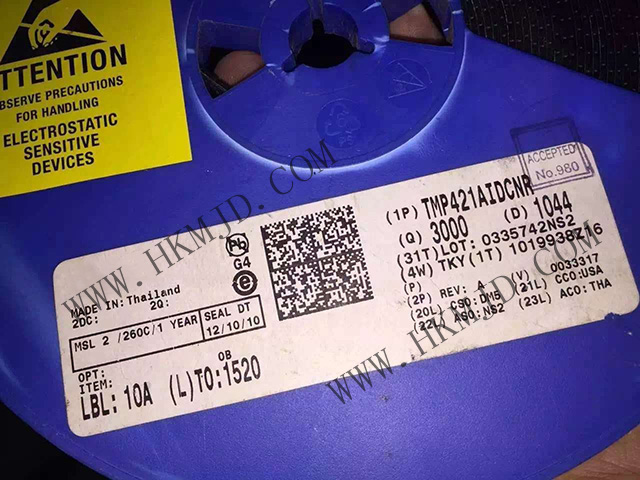 ATTENTION
OBSERVE PRECAUTIONS
FOR HANDLING
ELECTROSTATIC
SENSITIVE
DEVICES
ACCEPTED
No.980
(1P) TMP421AIDCNR
(Q) 3000 (D) 1044
(31T)LOT: 0335742NS2
(4W) TKY(1T) 1019938ZA6
(P)
(2P) REV: A (V) 0033317
(20L) CSO:DM5 (21L) CCO:USA
(22L) ASO:NS2 (23L) ACO:THA
Pb
G4
e
MADE IN: Thailand
2DC: 2Q:
MSL 2 /260C/1 YEAR SEAL DT
12/10/10
OPT:
ITEM:
LBL: 10A (L)TO:1520
OB
WWW.HKMJD.COM
WWW.HKMJD.COM